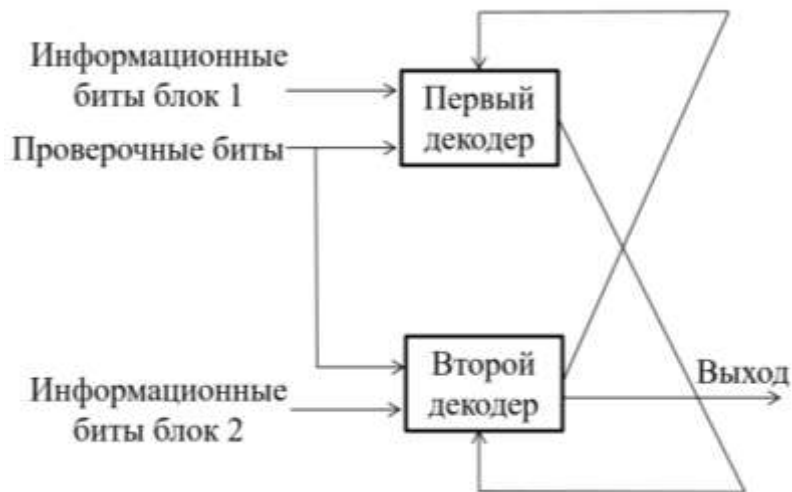 Информационные
биты блок 1
Проверочные биты
Первый
декодер
Второй
декодер
Выход
Информационные
биты блок 2